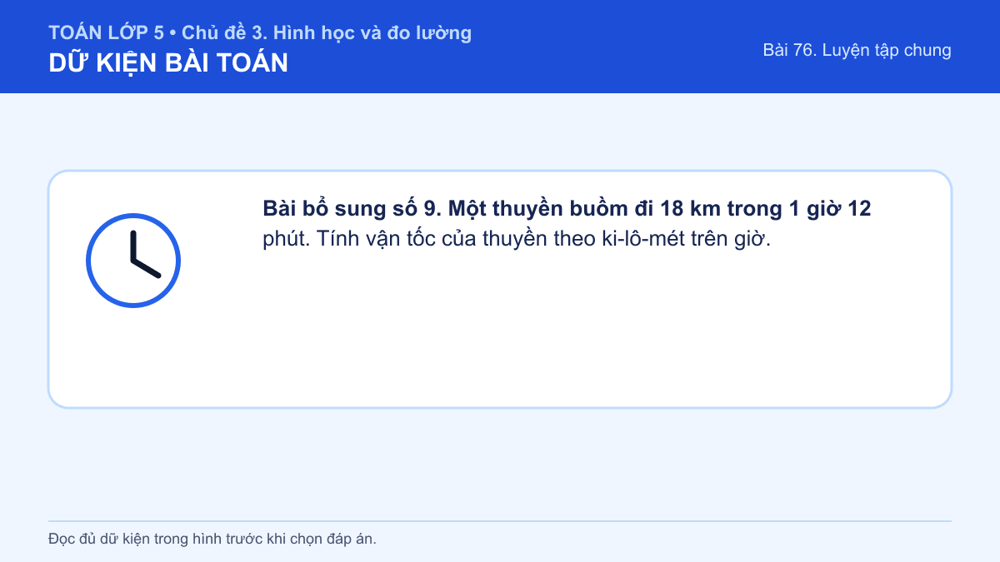 TOÁN LỚP 5 • Chủ đề 3. Hình học và đo lường
DỮ KIỆN BÀI TOÁN
Bài 76. Luyện tập chung
Bài bổ sung số 9. Một thuyền buồm đi 18 km trong 1 giờ 12
phút. Tính vận tốc của thuyền theo ki-lô-mét trên giờ.
Đọc đủ dữ kiện trong hình trước khi chọn đáp án.